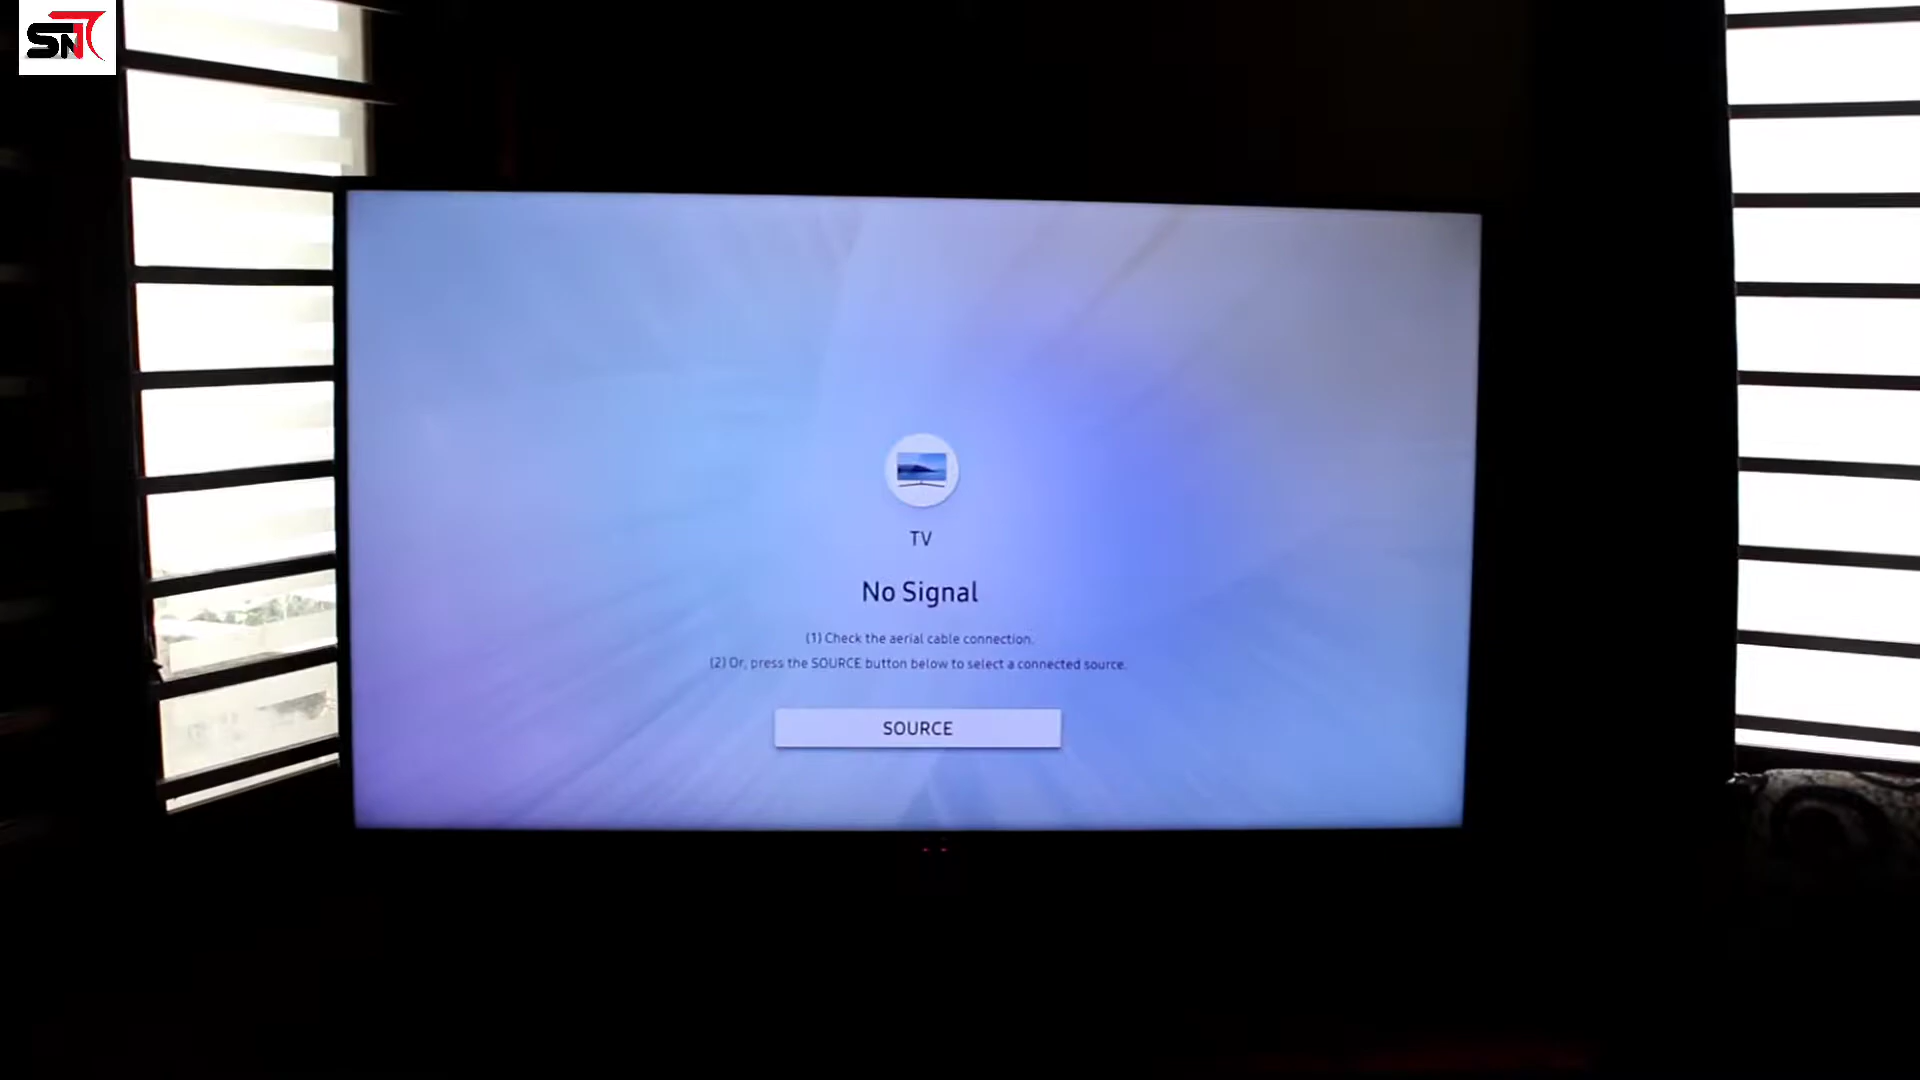 SNT
TV
No Signal
(1) Check the aerial cable connection.
(2) Or, press the SOURCE button below to select a connected source.
SOURCE